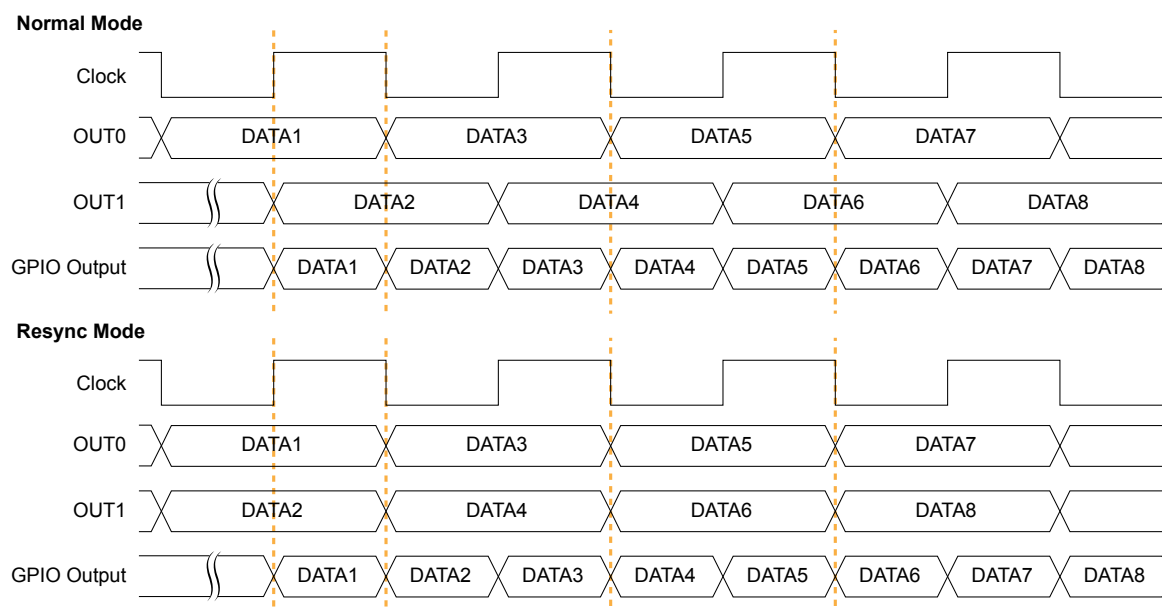 Normal Mode
Clock
OUT0 DATA1 DATA3 DATA5 DATA7
OUT1 DATA2 DATA4 DATA6 DATA8
GPIO Output DATA1 DATA2 DATA3 DATA4 DATA5 DATA6 DATA7 DATA8
Resync Mode
Clock
OUT0 DATA1 DATA3 DATA5 DATA7
OUT1 DATA2 DATA4 DATA6 DATA8
GPIO Output DATA1 DATA2 DATA3 DATA4 DATA5 DATA6 DATA7 DATA8